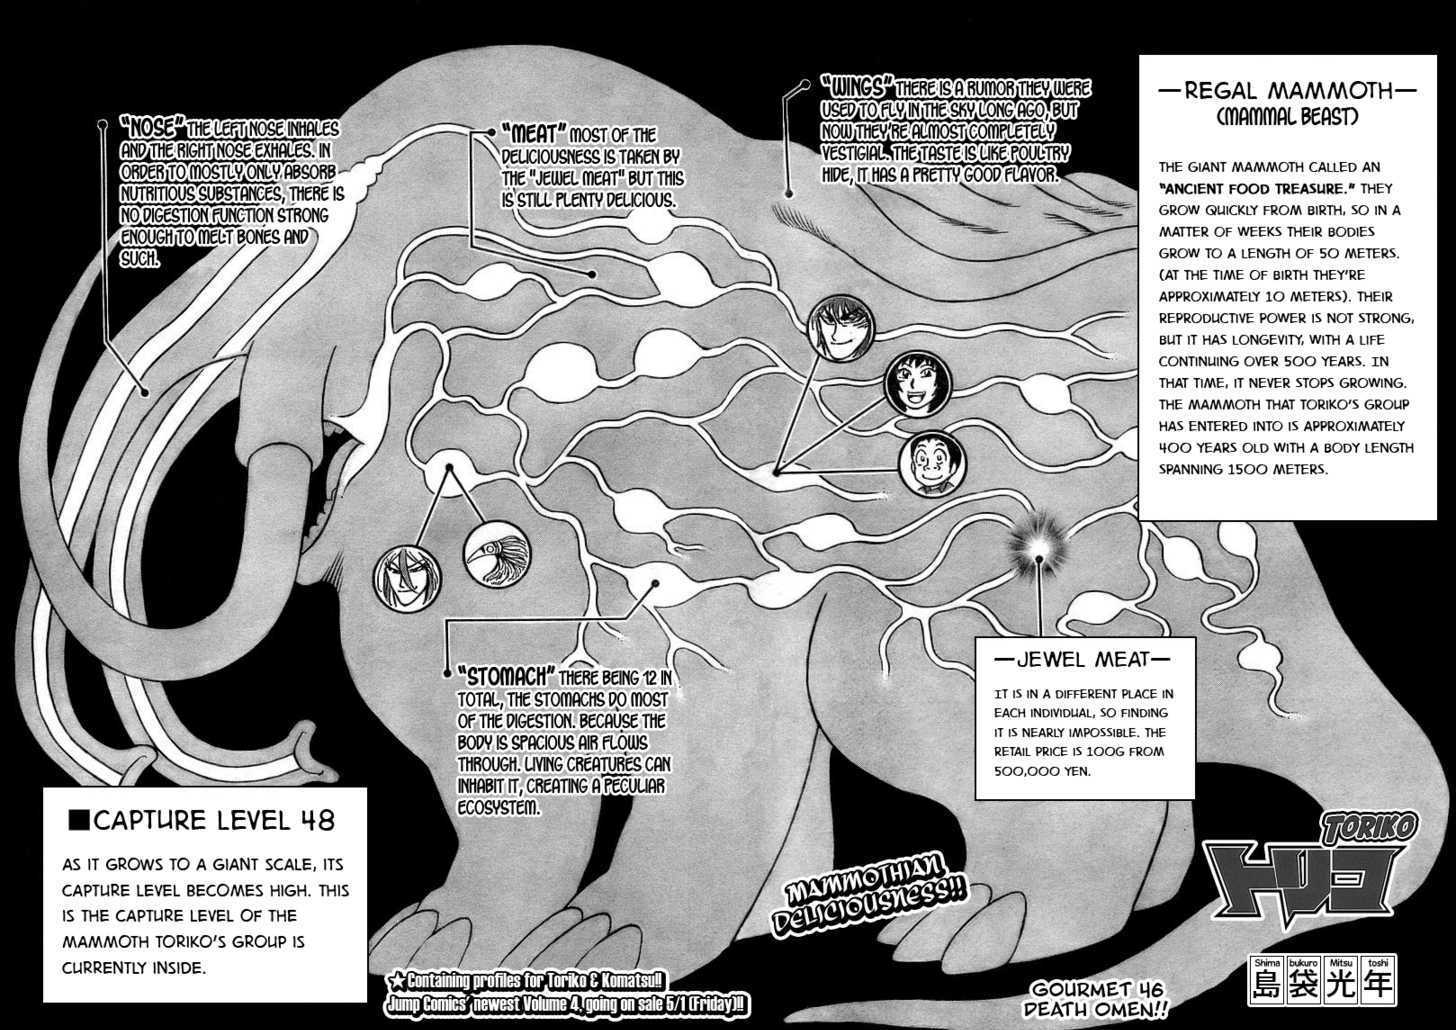 "NOSE" THE LEFT NOSE INHALES
AND THE RIGHT NOSE EXHALES. IN
ORDER TO MOSTLY ONLY ABSORB
NUTRITIOUS SUBSTANCES, THERE IS
NO DIGESTION FUNCTION STRONG
ENOUGH TO MELT BONES AND
SUCH.
"MEAT" MOST OF THE
DELICIOUSNESS IS TAKEN BY
THE "JEWEL MEAT" BUT THIS
IS STILL PLENTY DELICIOUS.
"WINGS" THERE IS A RUMOR THEY WERE
USED TO FLY IN THE SKY LONG AGO, BUT
NOW THEY'RE ALMOST COMPLETELY
VESTIGIAL. THE TASTE IS LIKE POULTRY
HIDE, IT HAS A PRETTY GOOD FLAVOR.
—REGAL MAMMOTH—
(MAMMAL BEAST)
THE GIANT MAMMOTH CALLED AN
"ANCIENT FOOD TREASURE." THEY
GROW QUICKLY FROM BIRTH, SO IN A
MATTER OF WEEKS THEIR BODIES
GROW TO A LENGTH OF 50 METERS.
(AT THE TIME OF BIRTH THEY'RE
APPROXIMATELY 10 METERS). THEIR
REPRODUCTIVE POWER IS NOT STRONG,
BUT IT HAS LONGEVITY, WITH A LIFE
CONTINUING OVER 500 YEARS. IN
THAT TIME, IT NEVER STOPS GROWING.
THE MAMMOTH THAT TORIKO'S GROUP
HAS ENTERED INTO IS APPROXIMATELY
400 YEARS OLD WITH A BODY LENGTH
SPANNING 1500 METERS.
"STOMACH" THERE BEING 12 IN
TOTAL, THE STOMACHS DO MOST
OF THE DIGESTION. BECAUSE THE
BODY IS SPACIOUS AIR FLOWS
THROUGH. LIVING CREATURES CAN
INHABIT IT, CREATING A PECULIAR
ECOSYSTEM.
—JEWEL MEAT—
IT IS IN A DIFFERENT PLACE IN
EACH INDIVIDUAL, SO FINDING
IT IS NEARLY IMPOSSIBLE. THE
RETAIL PRICE IS 100G FROM
500,000 YEN.
■CAPTURE LEVEL 48
AS IT GROWS TO A GIANT SCALE, ITS
CAPTURE LEVEL BECOMES HIGH. THIS
IS THE CAPTURE LEVEL OF THE
MAMMOTH TORIKO'S GROUP IS
CURRENTLY INSIDE.
MAMMOTHIAN
DELICIOUSNESS!!
TORIKO
トリコ
★Containing profiles for Toriko & Komatsu!!
Jump Comics' newest Volume 4, going on sale 5/1 (Friday)!!
GOURMET 46
DEATH OMEN!!
Shima bukuro Mitsu toshi
島袋光年